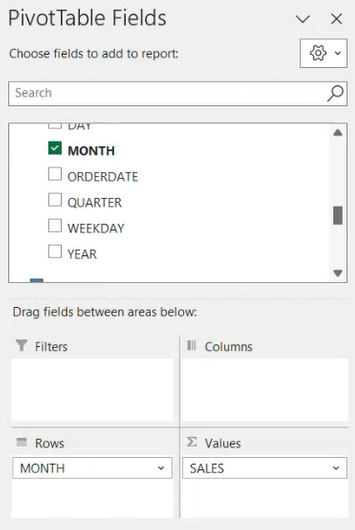 PivotTable Fields
Choose fields to add to report:
Search
DAY
MONTH
ORDERDATE
QUARTER
WEEKDAY
YEAR
Drag fields between areas below:
Filters
Columns
Rows
Σ Values
MONTH
SALES